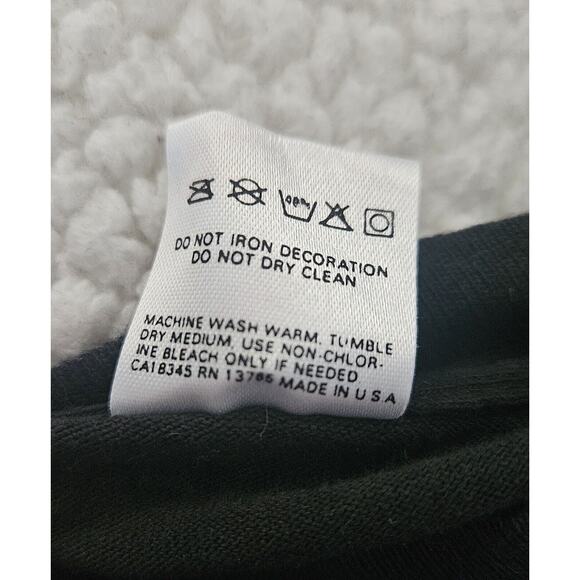 DO NOT IRON DECORATION
DO NOT DRY CLEAN
MACHINE WASH WARM, TUMBLE
DRY MEDIUM, USE NON-CHLOR-
INE BLEACH ONLY IF NEEDED
CA18345 RN 13765 MADE IN U.S.A